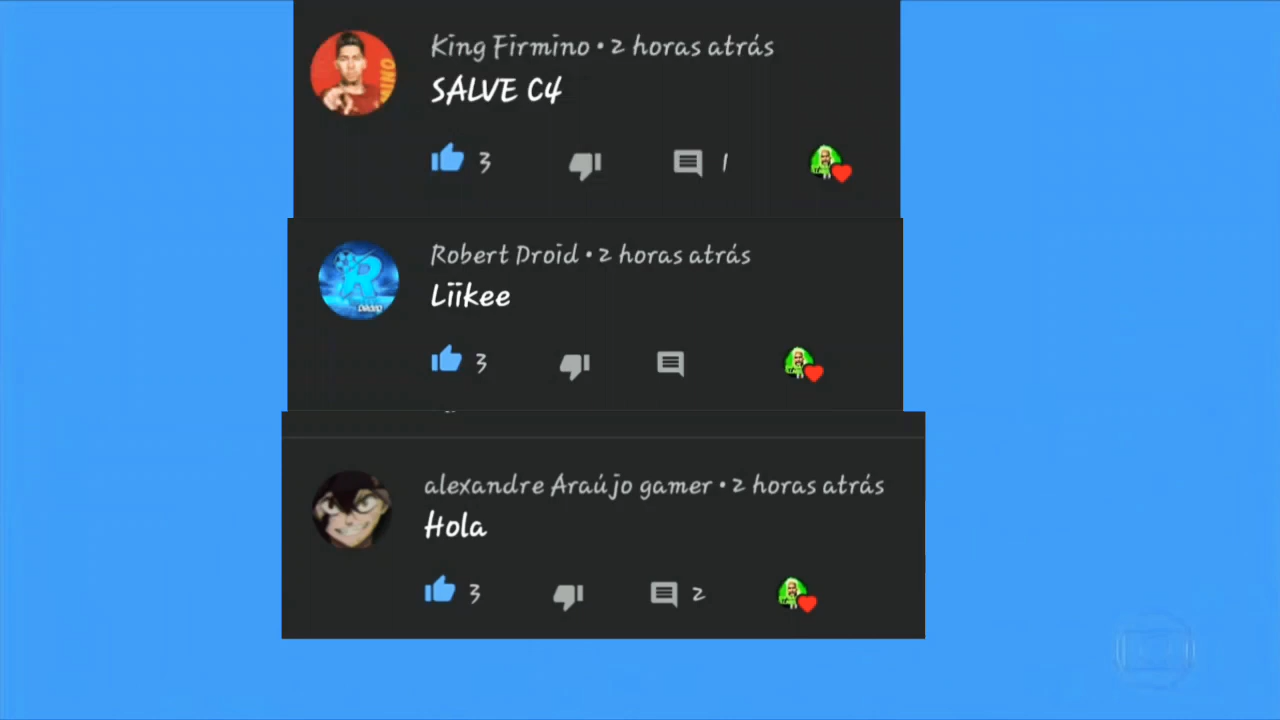 King Firmino • 2 horas atrás
SALVE C4
3 1
Robert Droid • 2 horas atrás
Liikee
3
alexandre Araújo gamer • 2 horas atrás
Hola
3 2